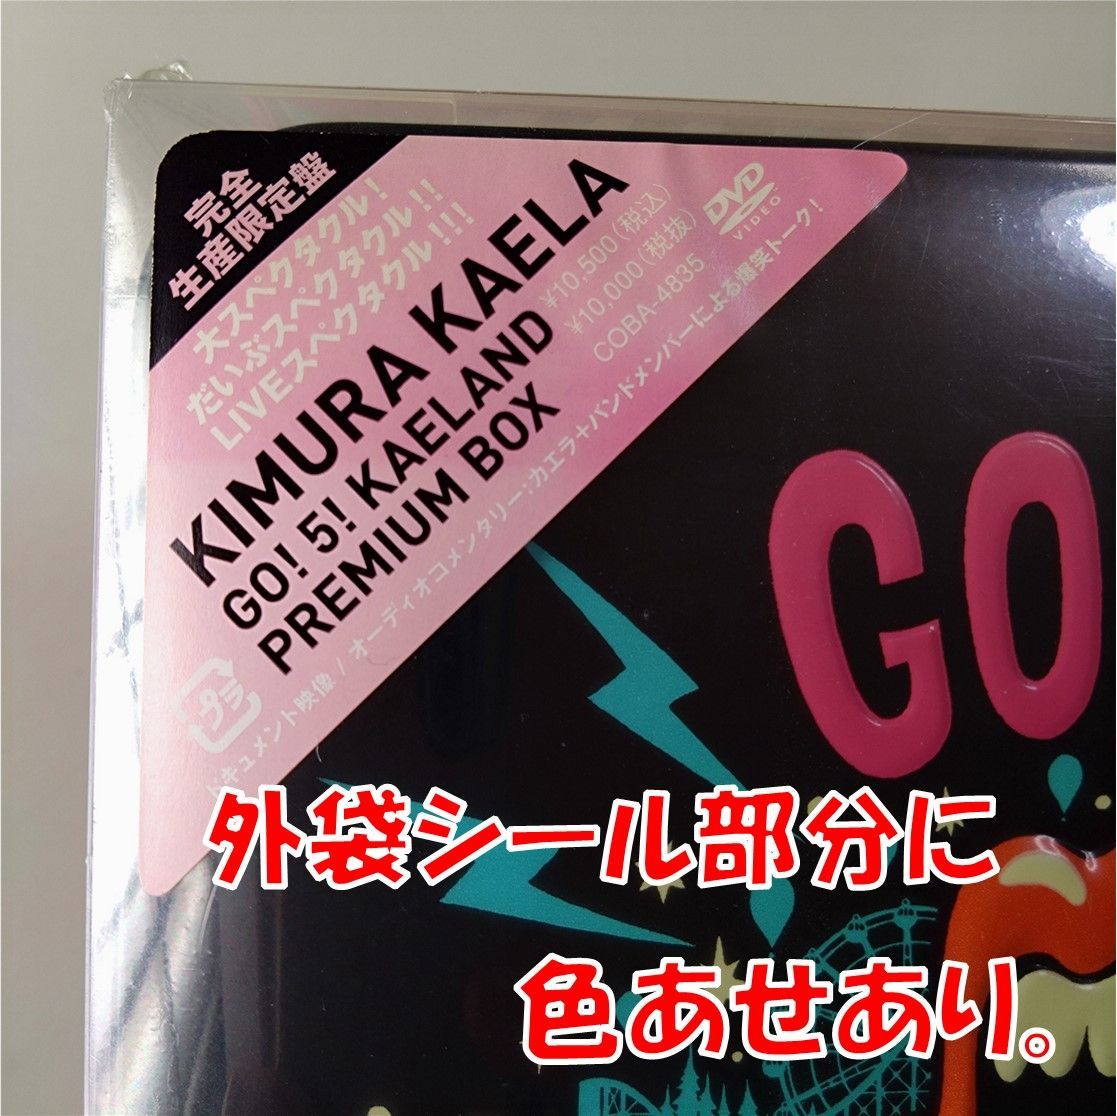 完全
生産限定盤
大スペクタクル!
だいぶスペクタクル!!
LIVEスペクタクル!!!
KIMURA KAELA
GO! 5! KAELAND
PREMIUM BOX
¥10,500(税込)
¥10,000(税抜)
COBA-4835
DVD
VIDEO
プラ
ドキュメント映像 / オーディオコメンタリー:カエラ+バンドメンバーによる爆笑トーク!
GO
外袋シール部分に
色あせあり。